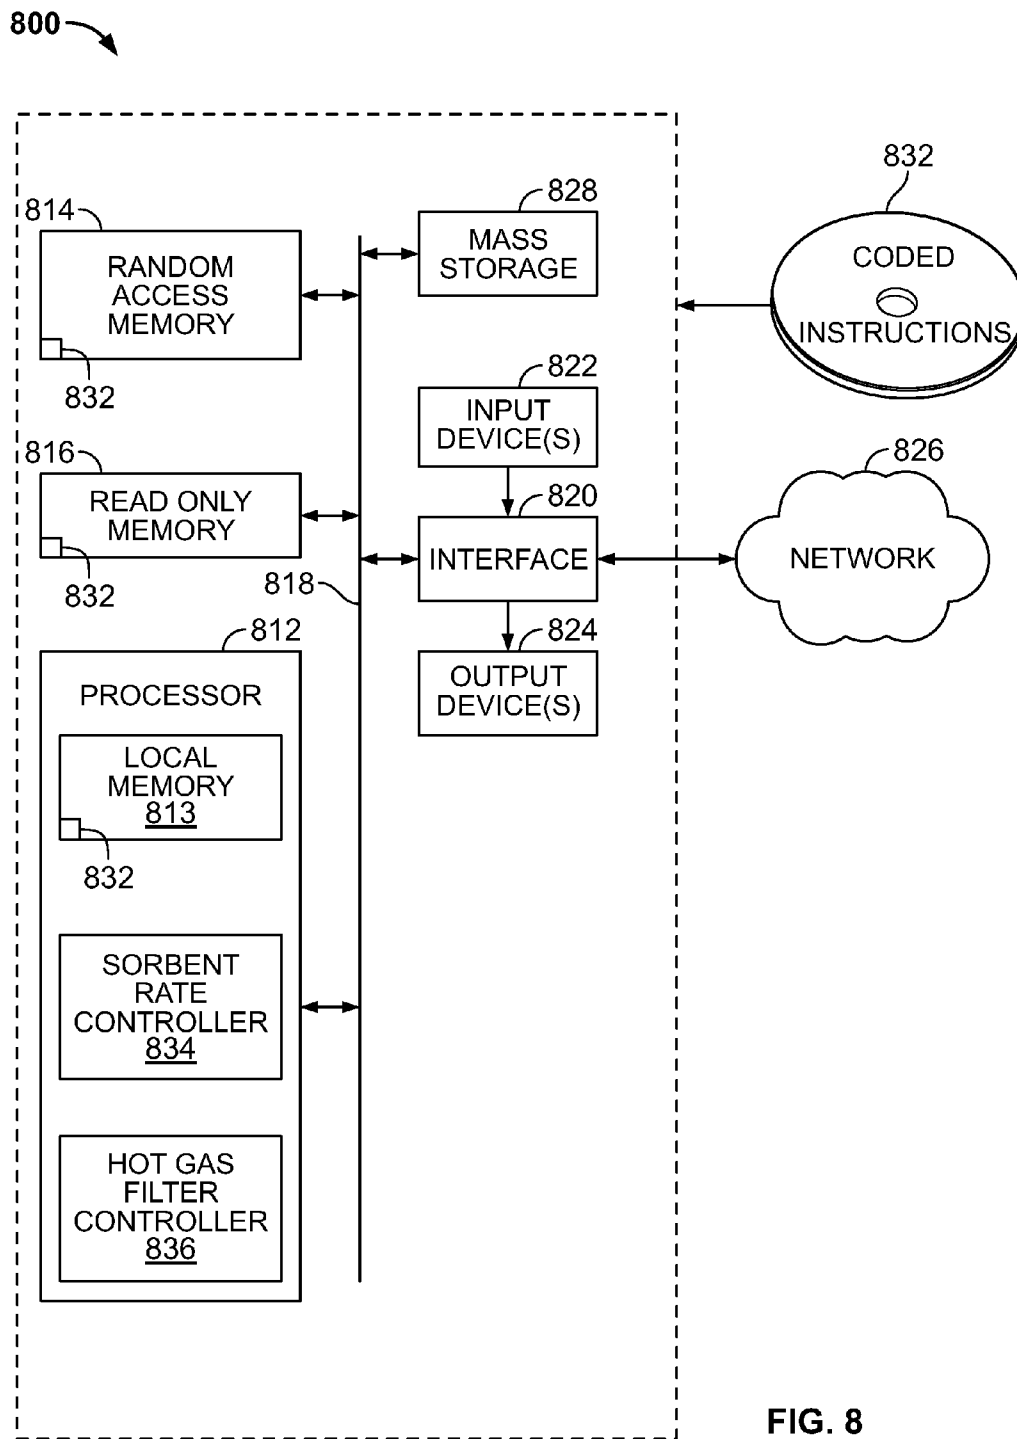 800
814
RANDOM
ACCESS
MEMORY
832
828
MASS
STORAGE
832
CODED
INSTRUCTIONS
822
INPUT
DEVICE(S)
816
READ ONLY
MEMORY
832
820
INTERFACE
826
NETWORK
818
824
OUTPUT
DEVICE(S)
812
PROCESSOR
LOCAL
MEMORY
813
832
SORBENT
RATE
CONTROLLER
834
HOT GAS
FILTER
CONTROLLER
836
FIG. 8